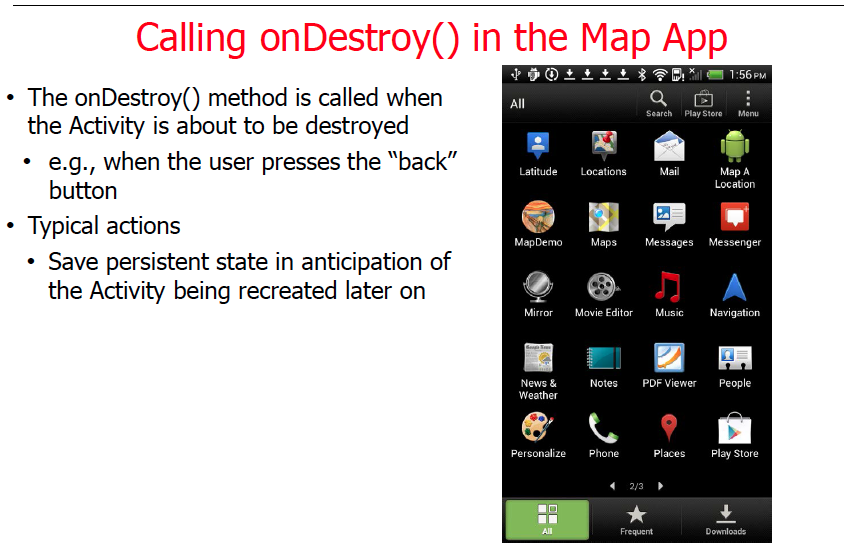 Calling onDestroy() in the Map App
• The onDestroy() method is called when
the Activity is about to be destroyed
• e.g., when the user presses the “back”
button
• Typical actions
• Save persistent state in anticipation of
the Activity being recreated later on
1:56 PM
All
Search Play Store Menu
Latitude Locations Mail Map A
Location
MapDemo Maps Messages Messenger
Mirror Movie Editor Music Navigation
News & Notes PDF Viewer People
Weather
Personalize Phone Places Play Store
2/3
All Frequent Downloads